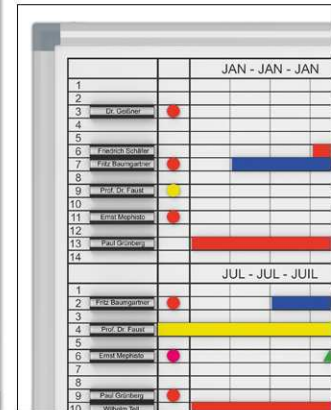 JAN - JAN - JAN
1
2
3 Dr. Geißner
4
5
6 Friedrich Schäfer
7 Fritz Baumgartner
8
9 Prof. Dr. Faust
10
11 Ernst Mephisto
12
13 Paul Grünberg
14
JUL - JUL - JUIL
1
2 Fritz Baumgartner
3
4 Prof. Dr. Faust
5
6 Ernst Mephisto
7
8
9 Paul Grünberg
10 Wilhelm Tell